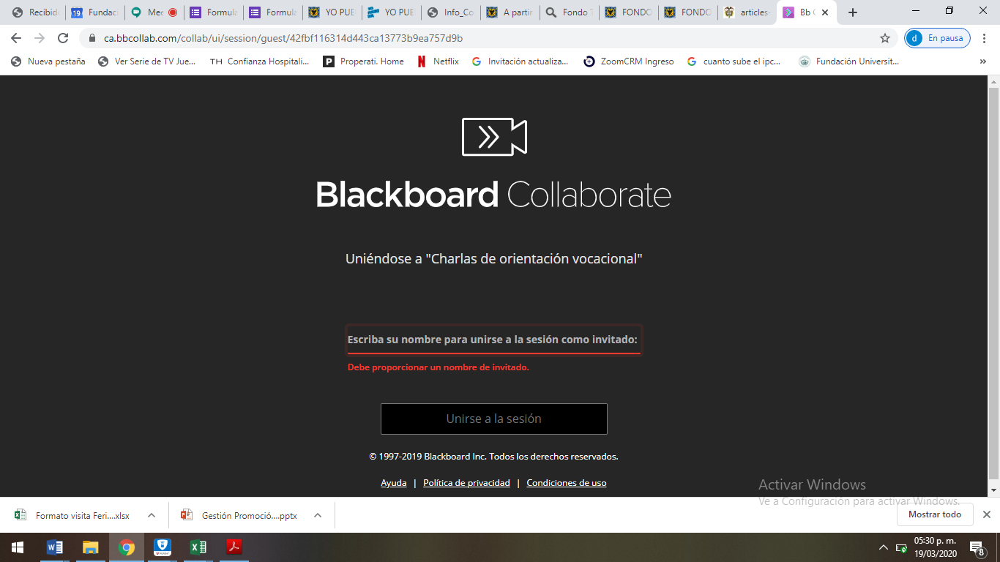 Recibid
Fundaci
Mee
Formula
Formula
YO PUE
YO PUE
Info_Co
A partir
Fondo T
FONDO
FONDO
articles-
Bb C
ca.bbcollab.com/collab/ui/session/guest/42fbf116314d443ca13773b9ea757d9b
d En pausa
Nueva pestaña
Ver Serie de TV Jue...
TH Confianza Hospitali...
Properati. Home
Netflix
Invitación actualiza...
ZoomCRM Ingreso
cuanto sube el ipc...
Fundación Universit...
»
Blackboard Collaborate
Uniéndose a "Charlas de orientación vocacional"
Escriba su nombre para unirse a la sesión como invitado:
Debe proporcionar un nombre de invitado.
Unirse a la sesión
© 1997-2019 Blackboard Inc. Todos los derechos reservados.
Ayuda | Política de privacidad | Condiciones de uso
Activar Windows
Ve a Configuración para activar Windows.
Formato visita Feri....xlsx
Gestión Promoció....pptx
Mostrar todo
05:30 p. m.
19/03/2020
8